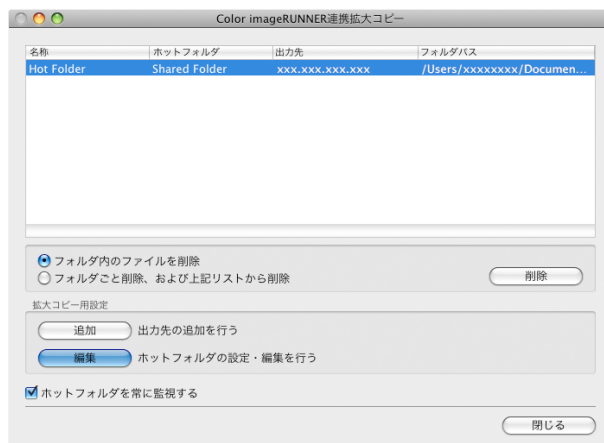 Color imageRUNNER連携拡大コピー
名称 ホットフォルダ 出力先 フォルダパス
Hot Folder Shared Folder xxx.xxx.xxx.xxx /Users/xxxxxxxx/Documen...
フォルダ内のファイルを削除
フォルダごと削除、および上記リストから削除 削除
拡大コピー用設定
追加 出力先の追加を行う
編集 ホットフォルダの設定・編集を行う
ホットフォルダを常に監視する
閉じる